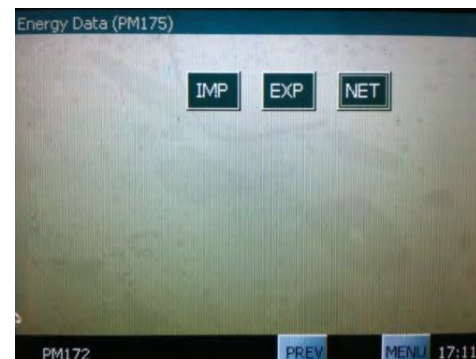 Energy Data (PM175)
IMP EXP NET
PM172 PREV MENU 17:11